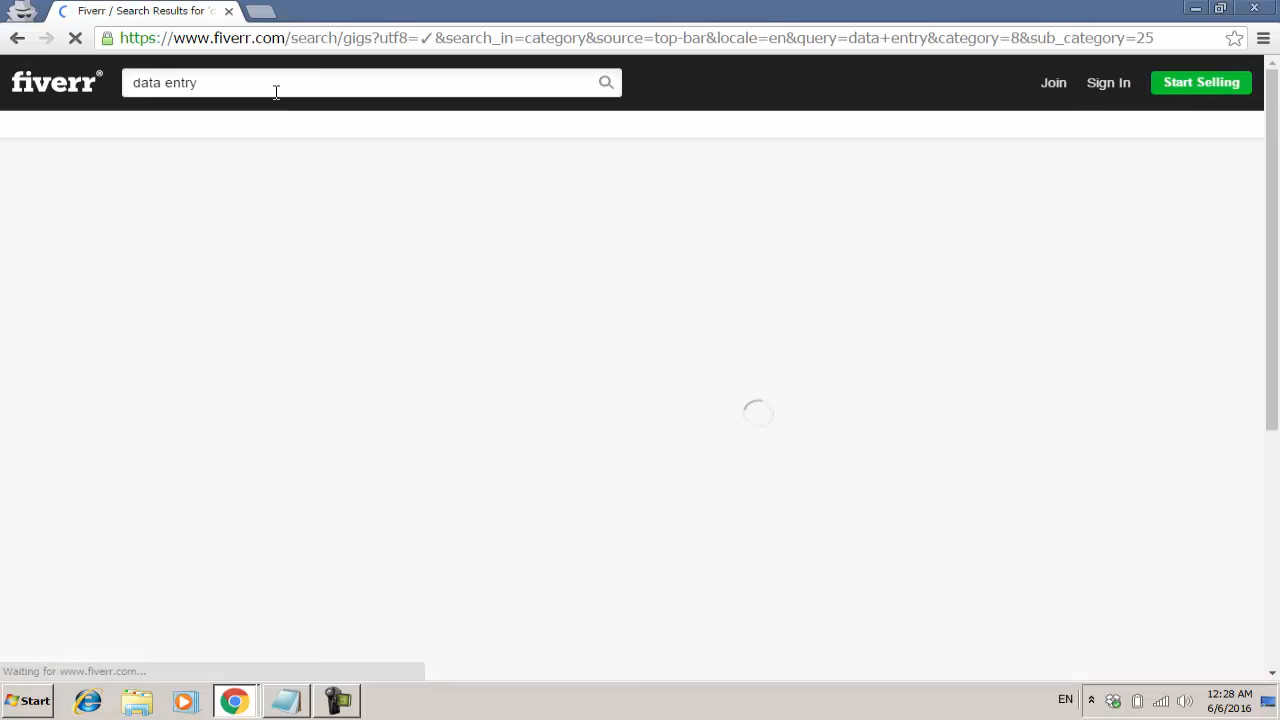 Fiverr / Search Results for 'c
https://www.fiverr.com/search/gigs?utf8=✓&search_in=category&source=top-bar&locale=en&query=data+entry&category=8&sub_category=25
fiverr®
data entry
Join
Sign In
Start Selling
Waiting for www.fiverr.com...
Start
EN
12:28 AM
6/6/2016